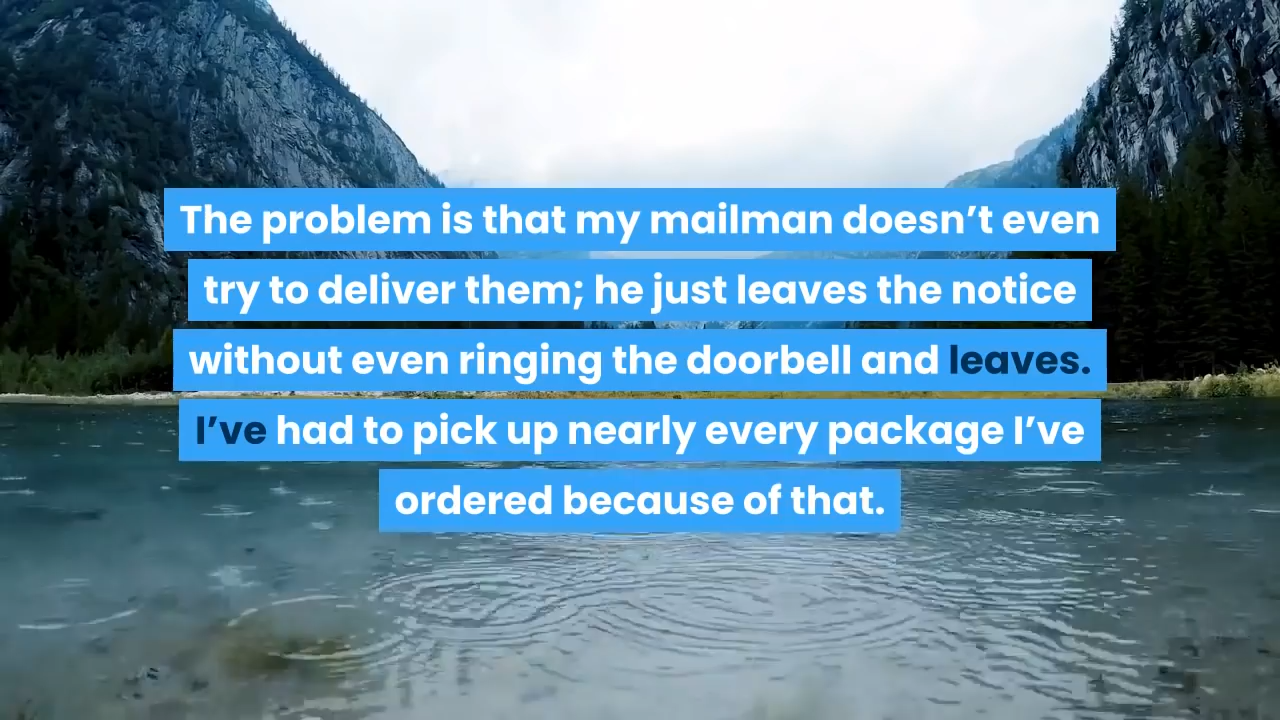 The problem is that my mailman doesn’t even
try to deliver them; he just leaves the notice
without even ringing the doorbell and leaves.
I’ve had to pick up nearly every package I’ve
ordered because of that.